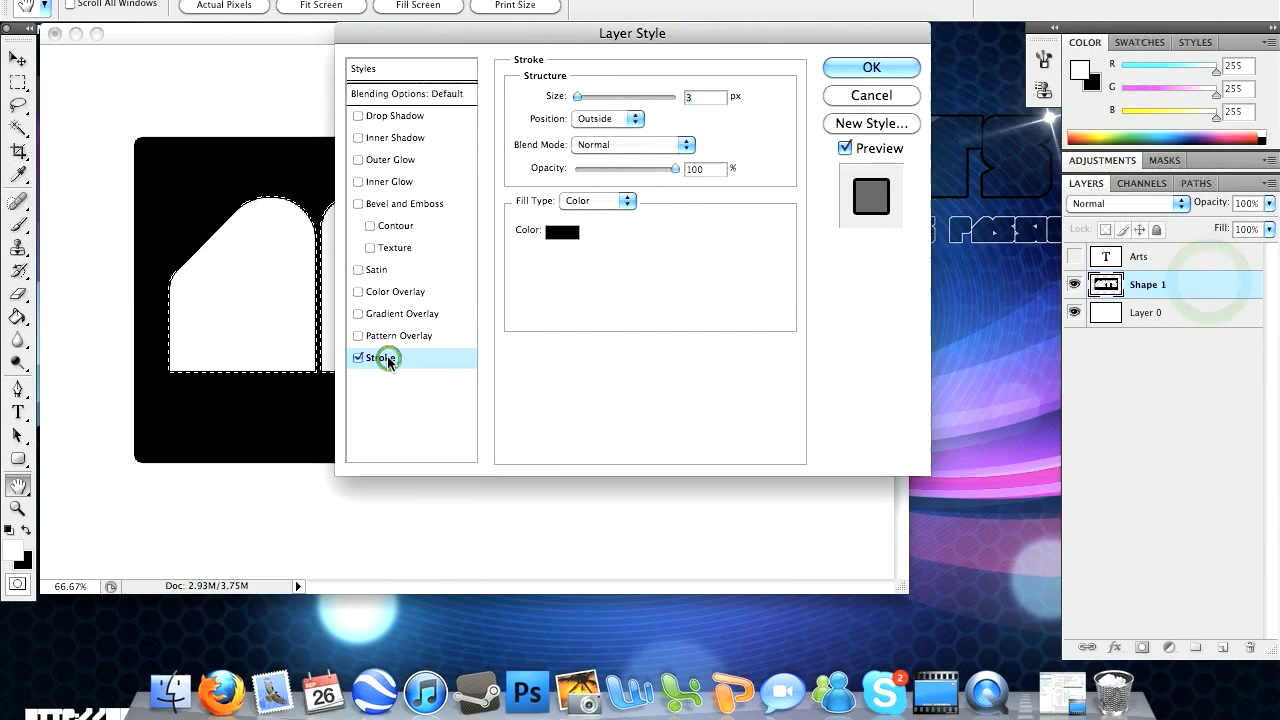 Scroll All Windows
Actual Pixels
Fit Screen
Fill Screen
Print Size
Layer Style
Styles
Blending Options: Default
Drop Shadow
Inner Shadow
Outer Glow
Inner Glow
Bevel and Emboss
Contour
Texture
Satin
Color Overlay
Gradient Overlay
Pattern Overlay
Stroke
Stroke
Structure
Size: 3 px
Position: Outside
Blend Mode: Normal
Opacity: 100 %
Fill Type: Color
Color:
OK
Cancel
New Style...
Preview
COLOR SWATCHES STYLES
R 255
G 255
B 255
ADJUSTMENTS MASKS
LAYERS CHANNELS PATHS
Normal Opacity: 100%
Lock: Fill: 100%
T Arts
Shape 1
Layer 0
fx
T
66.67% Doc: 2.93M/3.75M
SEP
26
Ps
2